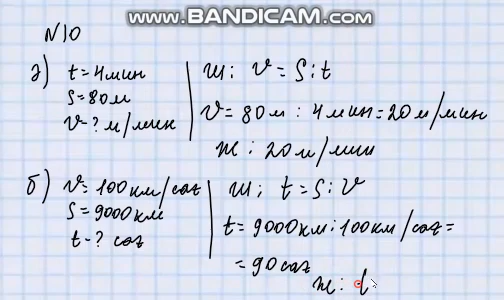 www.BANDICAM.com
N10
а) t = 4 мин
S = 80 м
v - ? м/мин
Ш: v = S : t
v = 80 м : 4 мин = 20 м/мин
Ж: 20 м/мин
б) v = 100 км/сағ
S = 9000 км
t - ? сағ
Ш: t = S : v
t = 9000 км : 100 км/сағ =
= 90 сағ
Ж: t